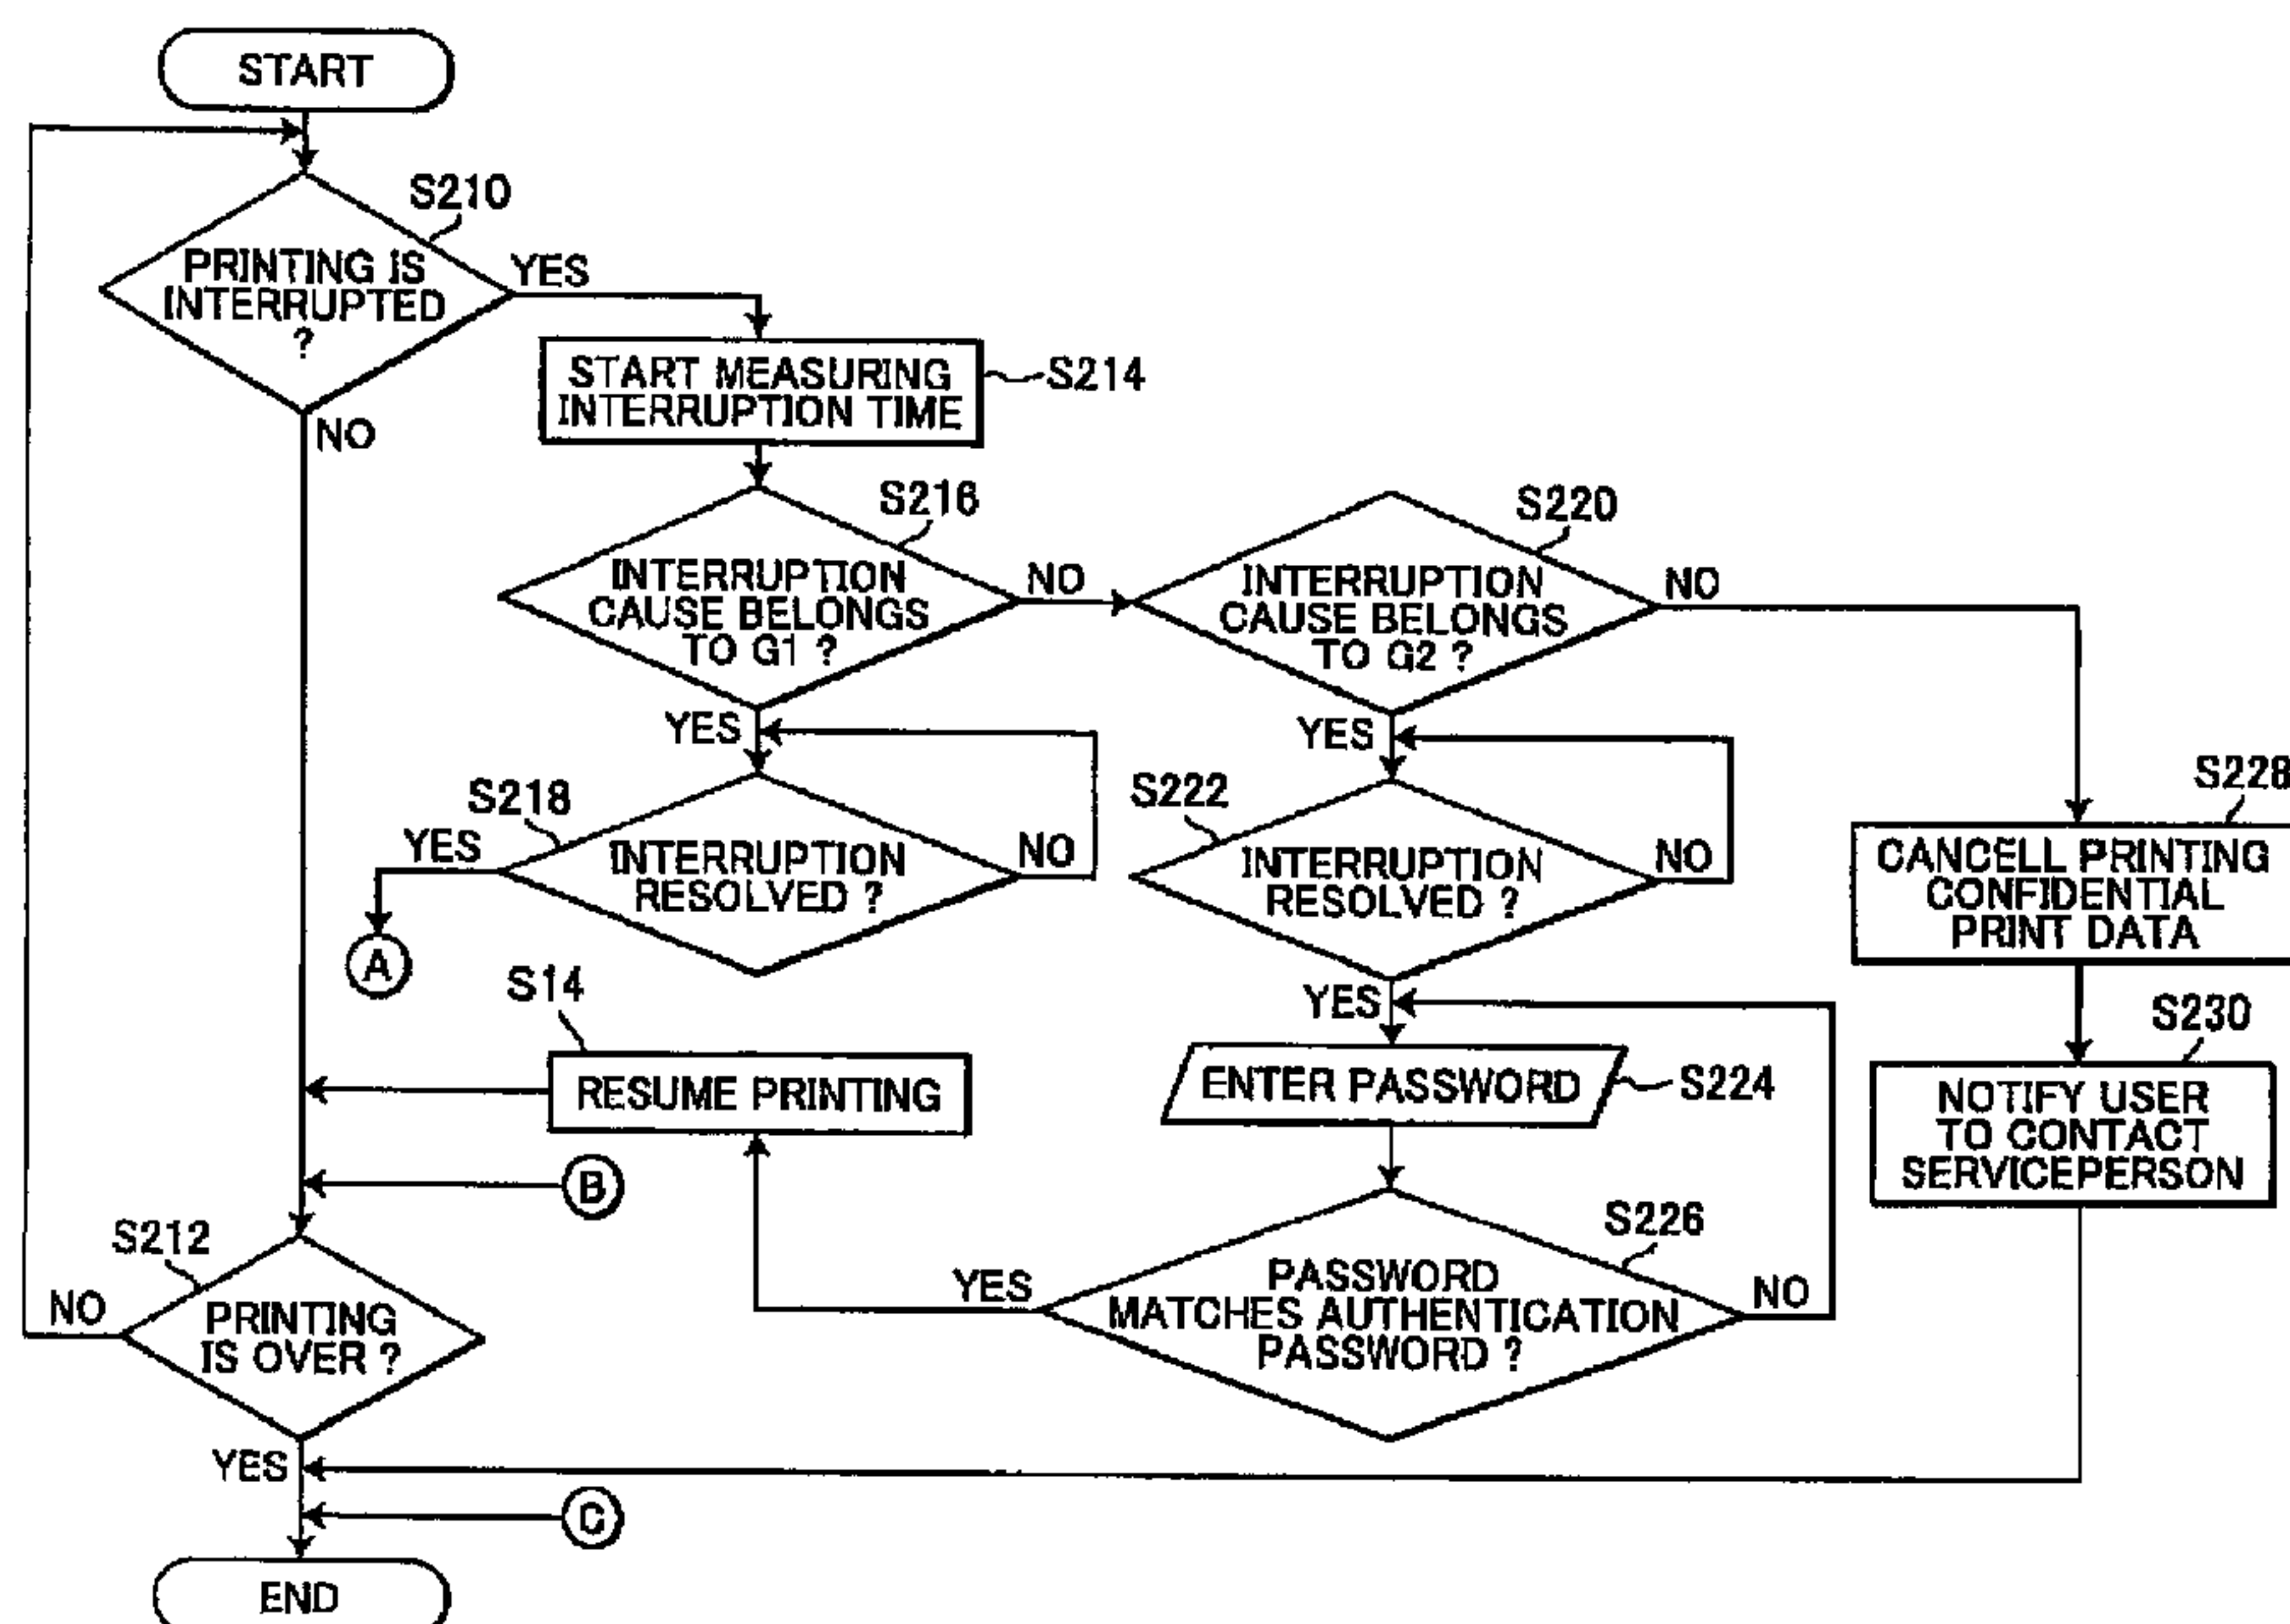 START
S210
PRINTING IS
INTERRUPTED
?
YES
NO
START MEASURING
INTERRUPTION TIME
S214
S216
INTERRUPTION
CAUSE BELONGS
TO G1 ?
NO
YES
S220
INTERRUPTION
CAUSE BELONGS
TO G2 ?
NO
YES
S218
INTERRUPTION
RESOLVED ?
YES
NO
A
S222
INTERRUPTION
RESOLVED ?
NO
YES
S228
CANCELL PRINTING
CONFIDENTIAL
PRINT DATA
S14
RESUME PRINTING
ENTER PASSWORD
S224
S230
NOTIFY USER
TO CONTACT
SERVICEPERSON
B
S212
PRINTING
IS OVER ?
NO
YES
S226
PASSWORD
MATCHES AUTHENTICATION
PASSWORD ?
YES
NO
C
END